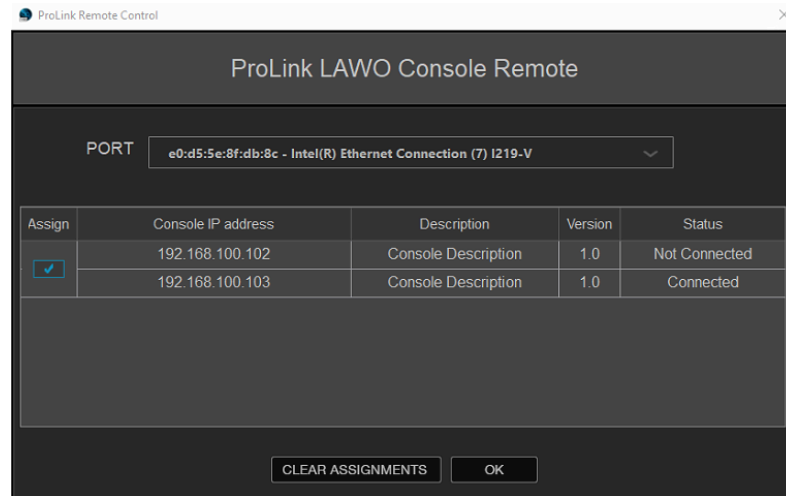 ProLink Remote Control
ProLink LAWO Console Remote
PORT e0:d5:5e:8f:db:8c - Intel(R) Ethernet Connection (7) I219-V
Assign Console IP address Description Version Status
192.168.100.102 Console Description 1.0 Not Connected
192.168.100.103 Console Description 1.0 Connected
CLEAR ASSIGNMENTS OK